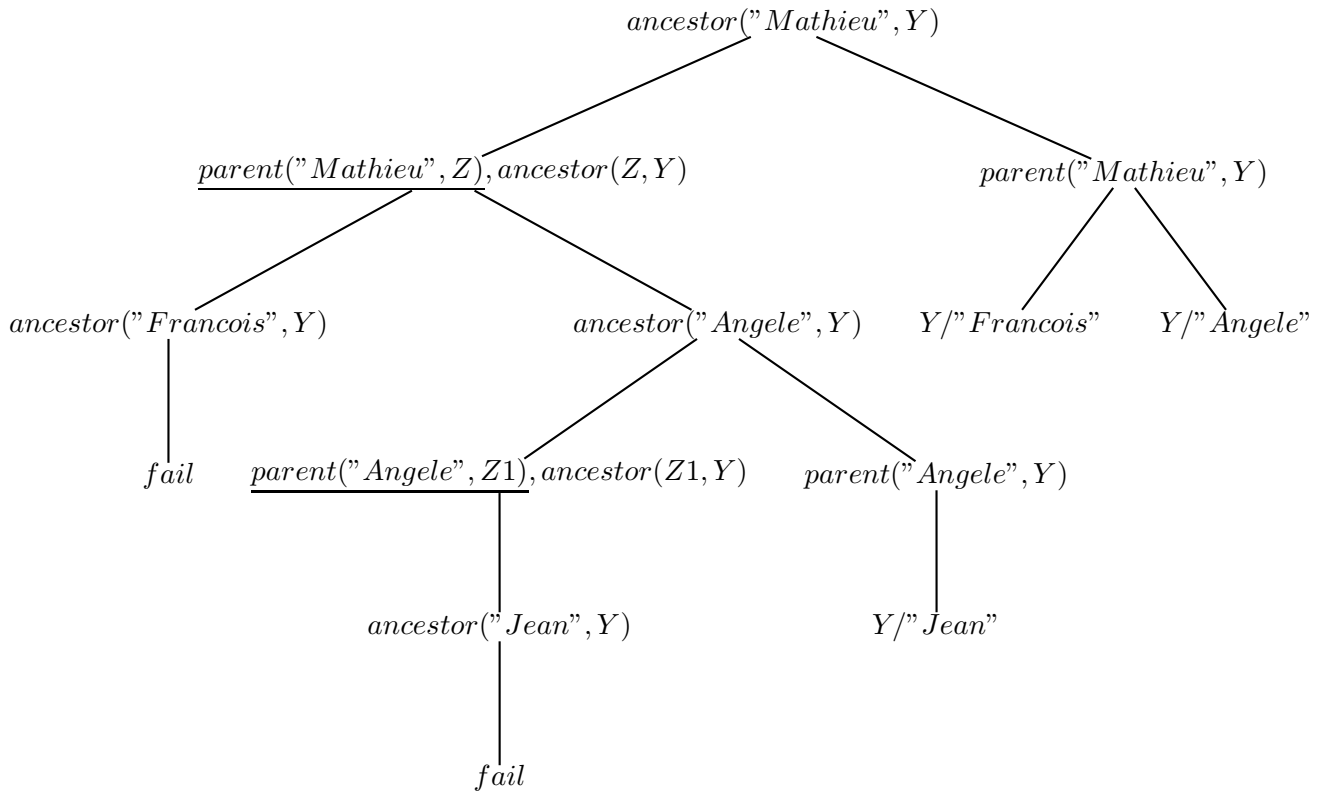 ancestor("Mathieu", Y)
parent("Mathieu", Z), ancestor(Z, Y)
parent("Mathieu", Y)
ancestor("Francois", Y)
ancestor("Angele", Y)
Y/"Francois"
Y/"Angele"
fail
parent("Angele", Z1), ancestor(Z1, Y)
parent("Angele", Y)
ancestor("Jean", Y)
Y/"Jean"
fail